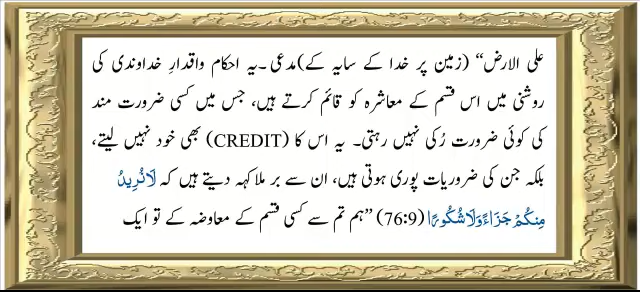 علی الارض“ (زمین پر خدا کے سایہ کے)مدعی ۔یہ احکام واقدارِ خداوندی کی
روشنی میں اس قسم کے معاشرہ کو قائم کرتے ہیں، جس میں کسی ضرورت مند
کی کوئی ضرورت رُکی نہیں رہتی۔ یہ اس کا (CREDIT) بھی خود نہیں لیتے،
بلکہ جن کی ضروریات پوری ہوتی ہیں، ان سے بر ملا کہہ دیتے ہیں کہ لَا نُرِیدُ
مِنكُمْ جَزَاءً وَلَا شُكُورًا (76:9) ”ہم تم سے کسی قسم کے معاوضہ کے تو ایک